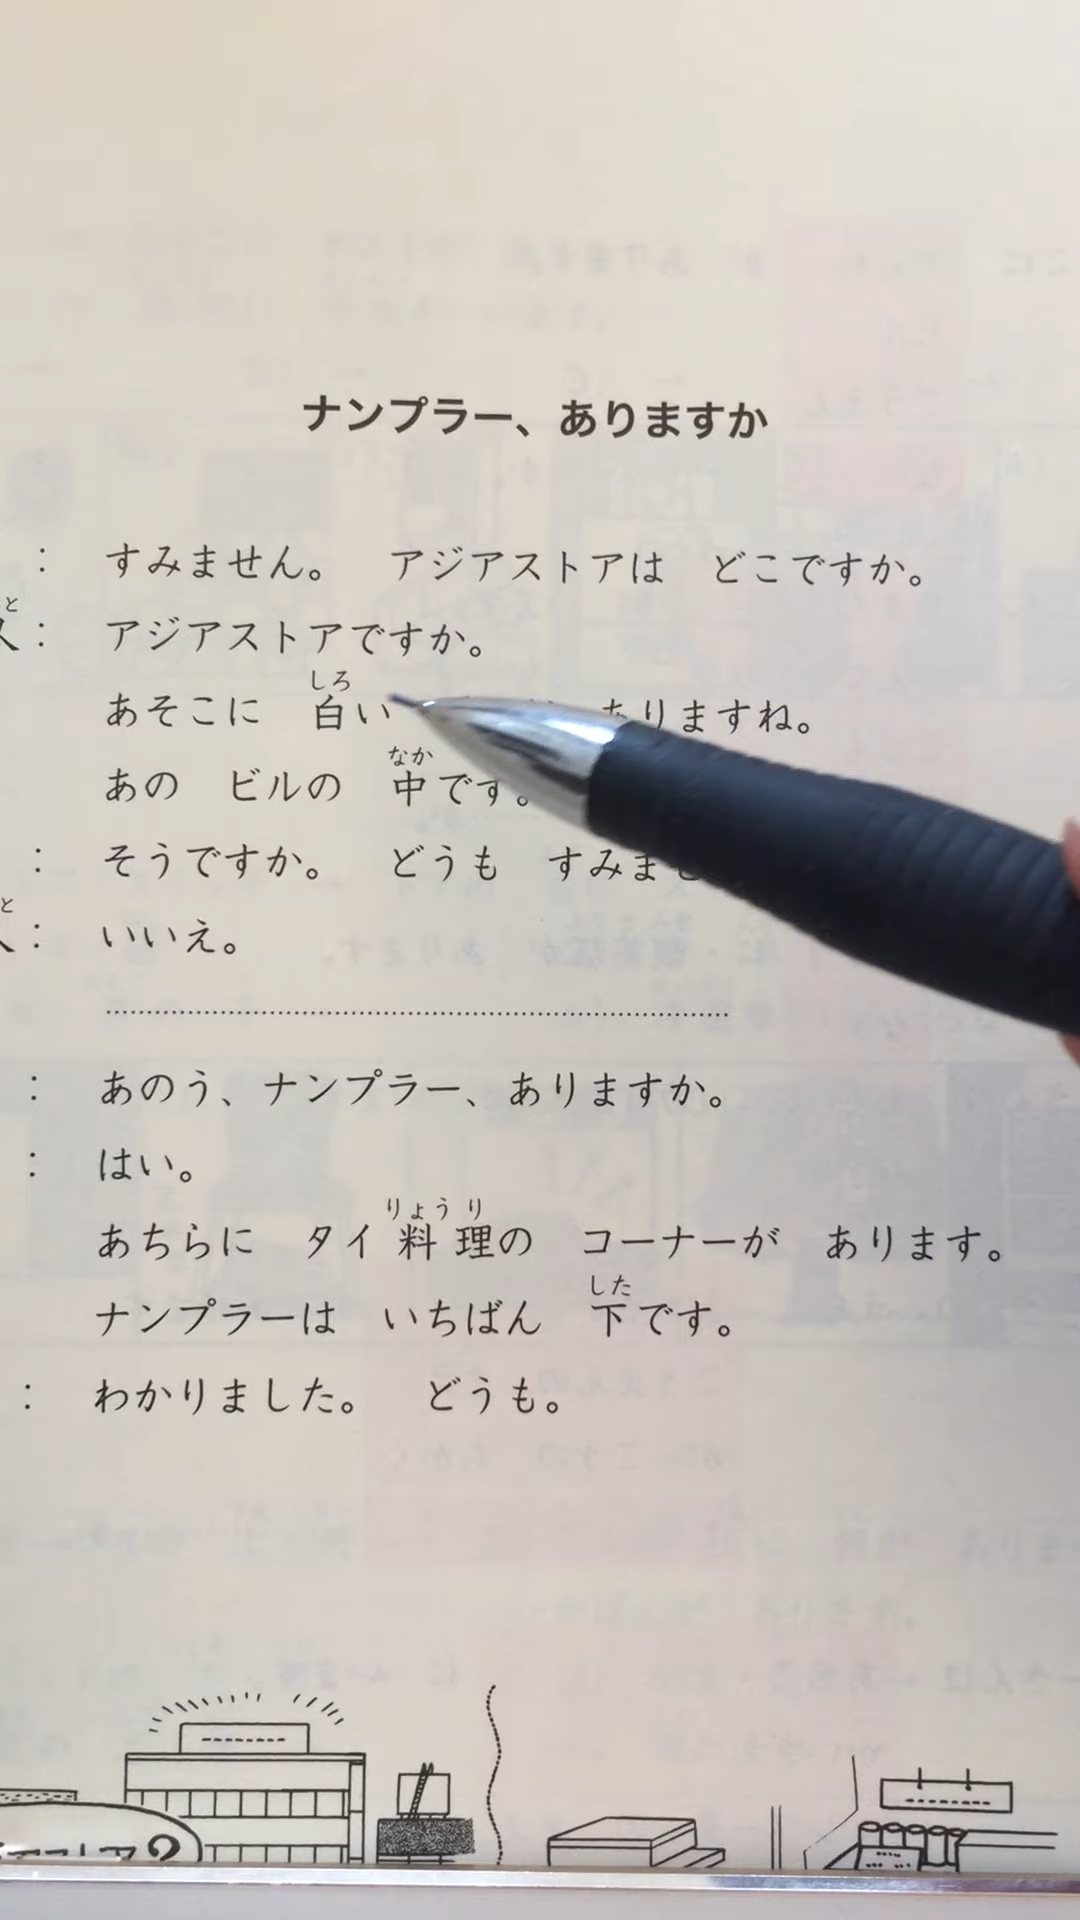 ナンプラー、ありますか
： すみません。 アジアストアは どこですか。
と
人： アジアストアですか。
しろ
あそこに 白い ありますね。
なか
あの ビルの 中です。
： そうですか。 どうも すみませ
と
人： いいえ。
： あのう、ナンプラー、ありますか。
： はい。
りょうり
あちらに タイ料理の コーナーが あります。
した
ナンプラーは いちばん 下です。
： わかりました。 どうも。